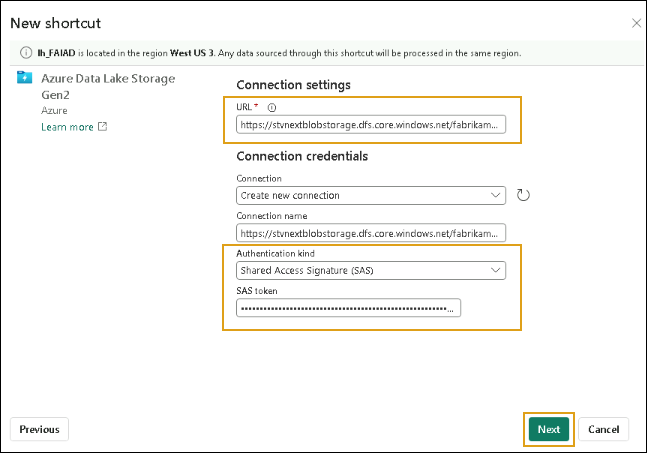 New shortcut
lh_FAIAD is located in the region West US 3. Any data sourced through this shortcut will be processed in the same region.
Azure Data Lake Storage
Gen2
Azure
Learn more
Connection settings
URL *
https://stvnextblobstorage.dfs.core.windows.net/fabrikam...
Connection credentials
Connection
Create new connection
Connection name
https://stvnextblobstorage.dfs.core.windows.net/fabrikam...
Authentication kind
Shared Access Signature (SAS)
SAS token
Previous
Next
Cancel